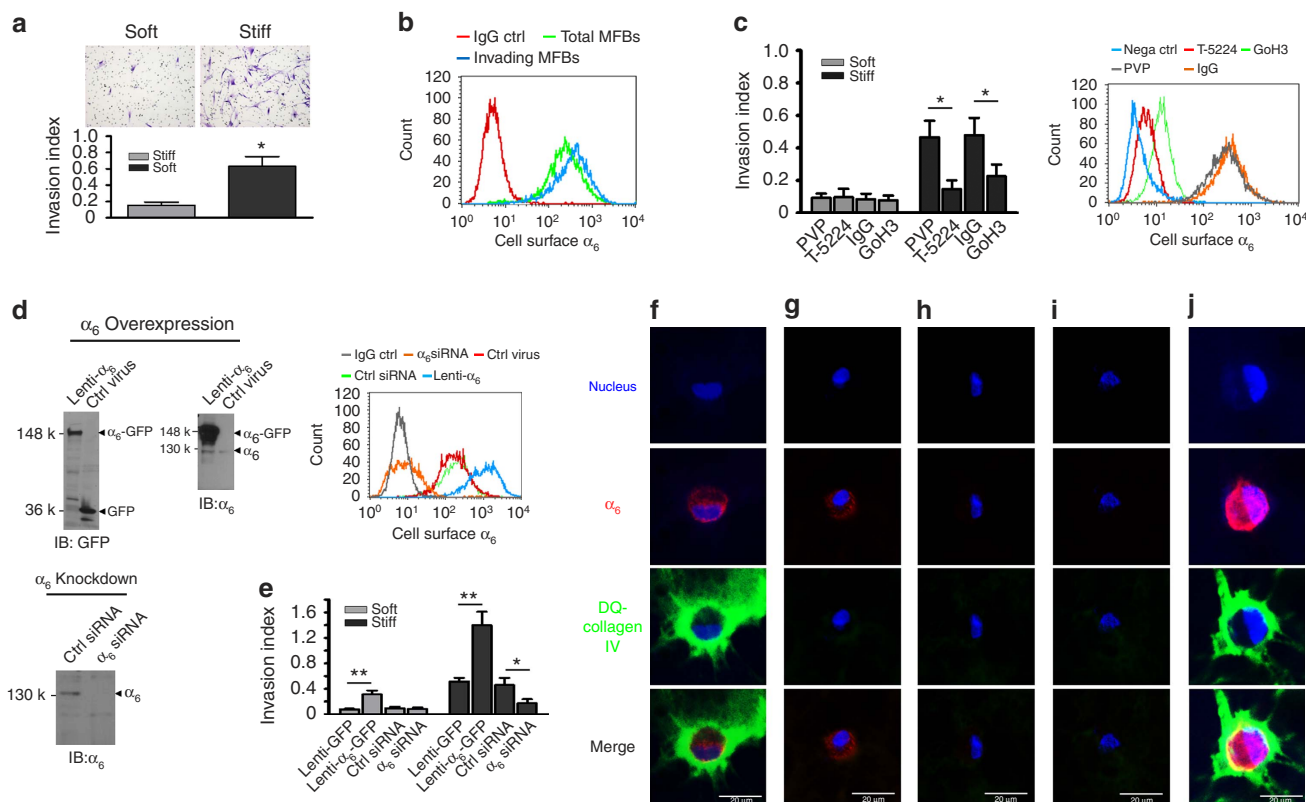 a
Soft Stiff
Invasion index
1.0
0.8
0.6
0.4
0.2
0
Stiff
Soft
*
b
IgG ctrl Total MFBs
Invading MFBs
Count
120
100
80
60
40
20
0
10⁰ 10¹ 10² 10³ 10⁴
Cell surface α₆
c
Invasion index
1.0
0.8
0.6
0.4
0.2
0
Soft
Stiff
* *
PVP T-5224 IgG GoH3 PVP T-5224 IgG GoH3
Nega ctrl T-5224 GoH3
PVP IgG
Count
120
100
80
60
40
20
0
10⁰ 10¹ 10² 10³ 10⁴
Cell surface α₆
d
α₆ Overexpression
Lenti-α₆
Ctrl virus
148 k
α₆-GFP
36 k
GFP
IB: GFP
Lenti-α₆
Ctrl virus
148 k
α₆-GFP
130 k
α₆
IB:α₆
IgG ctrl α₆siRNA Ctrl virus
Ctrl siRNA Lenti-α₆
Count
120
100
80
60
40
20
0
10⁰ 10¹ 10² 10³ 10⁴
Cell surface α₆
α₆ Knockdown
Ctrl siRNA
α₆ siRNA
130 k
α₆
IB:α₆
e
Invasion index
1.6
1.2
0.8
0.4
0
Soft
Stiff
** ** *
Lenti-GFP Lenti-α₆-GFP Ctrl siRNA α₆ siRNA Lenti-GFP Lenti-α₆-GFP Ctrl siRNA α₆ siRNA
f g h i j
Nucleus
α₆
DQ-
collagen
IV
Merge
20 µm 20 µm 20 µm 20 µm 20 µm